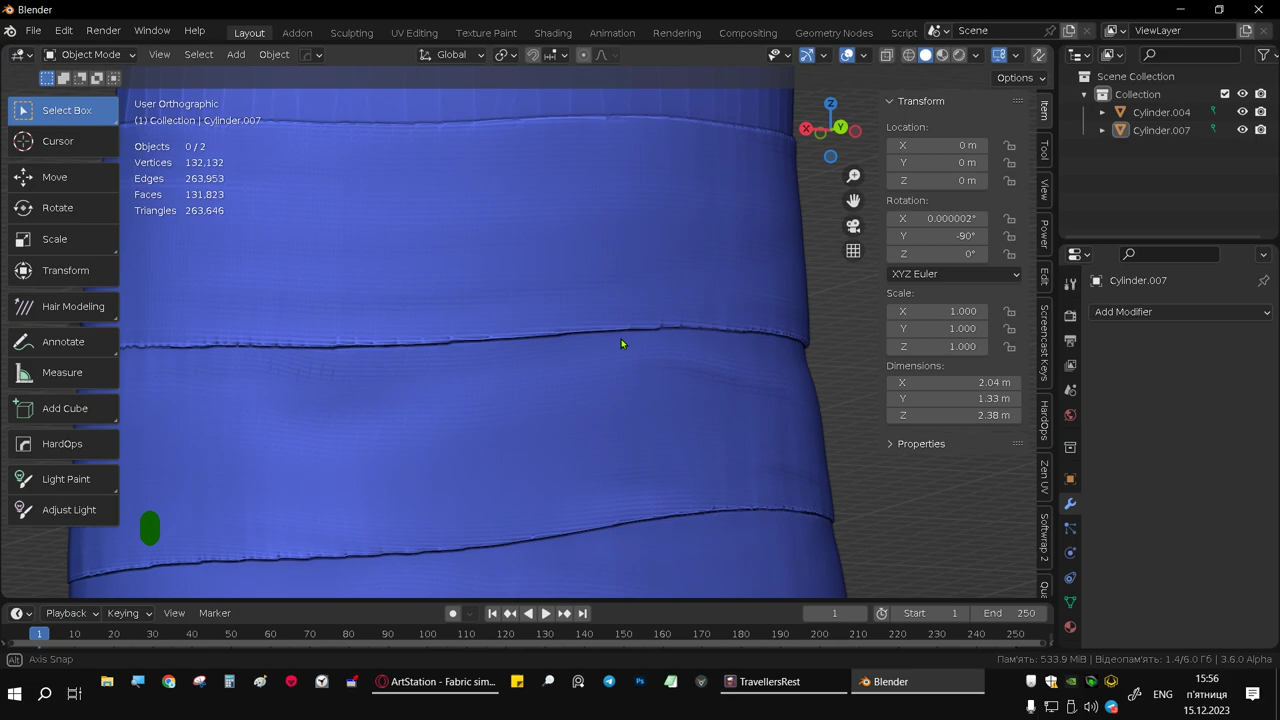 Blender
File Edit Render Window Help Layout Addon Sculpting UV Editing Texture Paint Shading Animation Rendering Compositing Geometry Nodes Script Scene ViewLayer
Object Mode View Select Add Object Global
Options
Select Box
Cursor
Move
Rotate
Scale
Transform
Hair Modeling
Annotate
Measure
Add Cube
HardOps
Light Paint
Adjust Light
User Orthographic
(1) Collection | Cylinder.007
Objects 0 / 2
Vertices 132,132
Edges 263,953
Faces 131,823
Triangles 263,646
X
Y
Z
Transform
Location:
X 0 m
Y 0 m
Z 0 m
Rotation:
X 0.000002°
Y -90°
Z 0°
XYZ Euler
Scale:
X 1.000
Y 1.000
Z 1.000
Dimensions:
X 2.04 m
Y 1.33 m
Z 2.38 m
Properties
Item
Tool
View
Power
Edit
Screencast Keys
HardOps
Zen UV
Softwrap 2
Qua
Scene Collection
Collection
Cylinder.004
Cylinder.007
Cylinder.007
Add Modifier
Playback Keying View Marker 1 Start 1 End 250
1 10 20 30 40 50 60 70 80 90 100 110 120 130 140 150 160 170 180 190 200 210 220 230 240 250
Alt Axis Snap
Пам'ять: 533.9 MiB | Відеопам'ять: 1.4/6.0 Гб | 3.6.0 Alpha
ArtStation - Fabric sim... TravellersRest Blender
15:56
ENG п'ятниця
15.12.2023